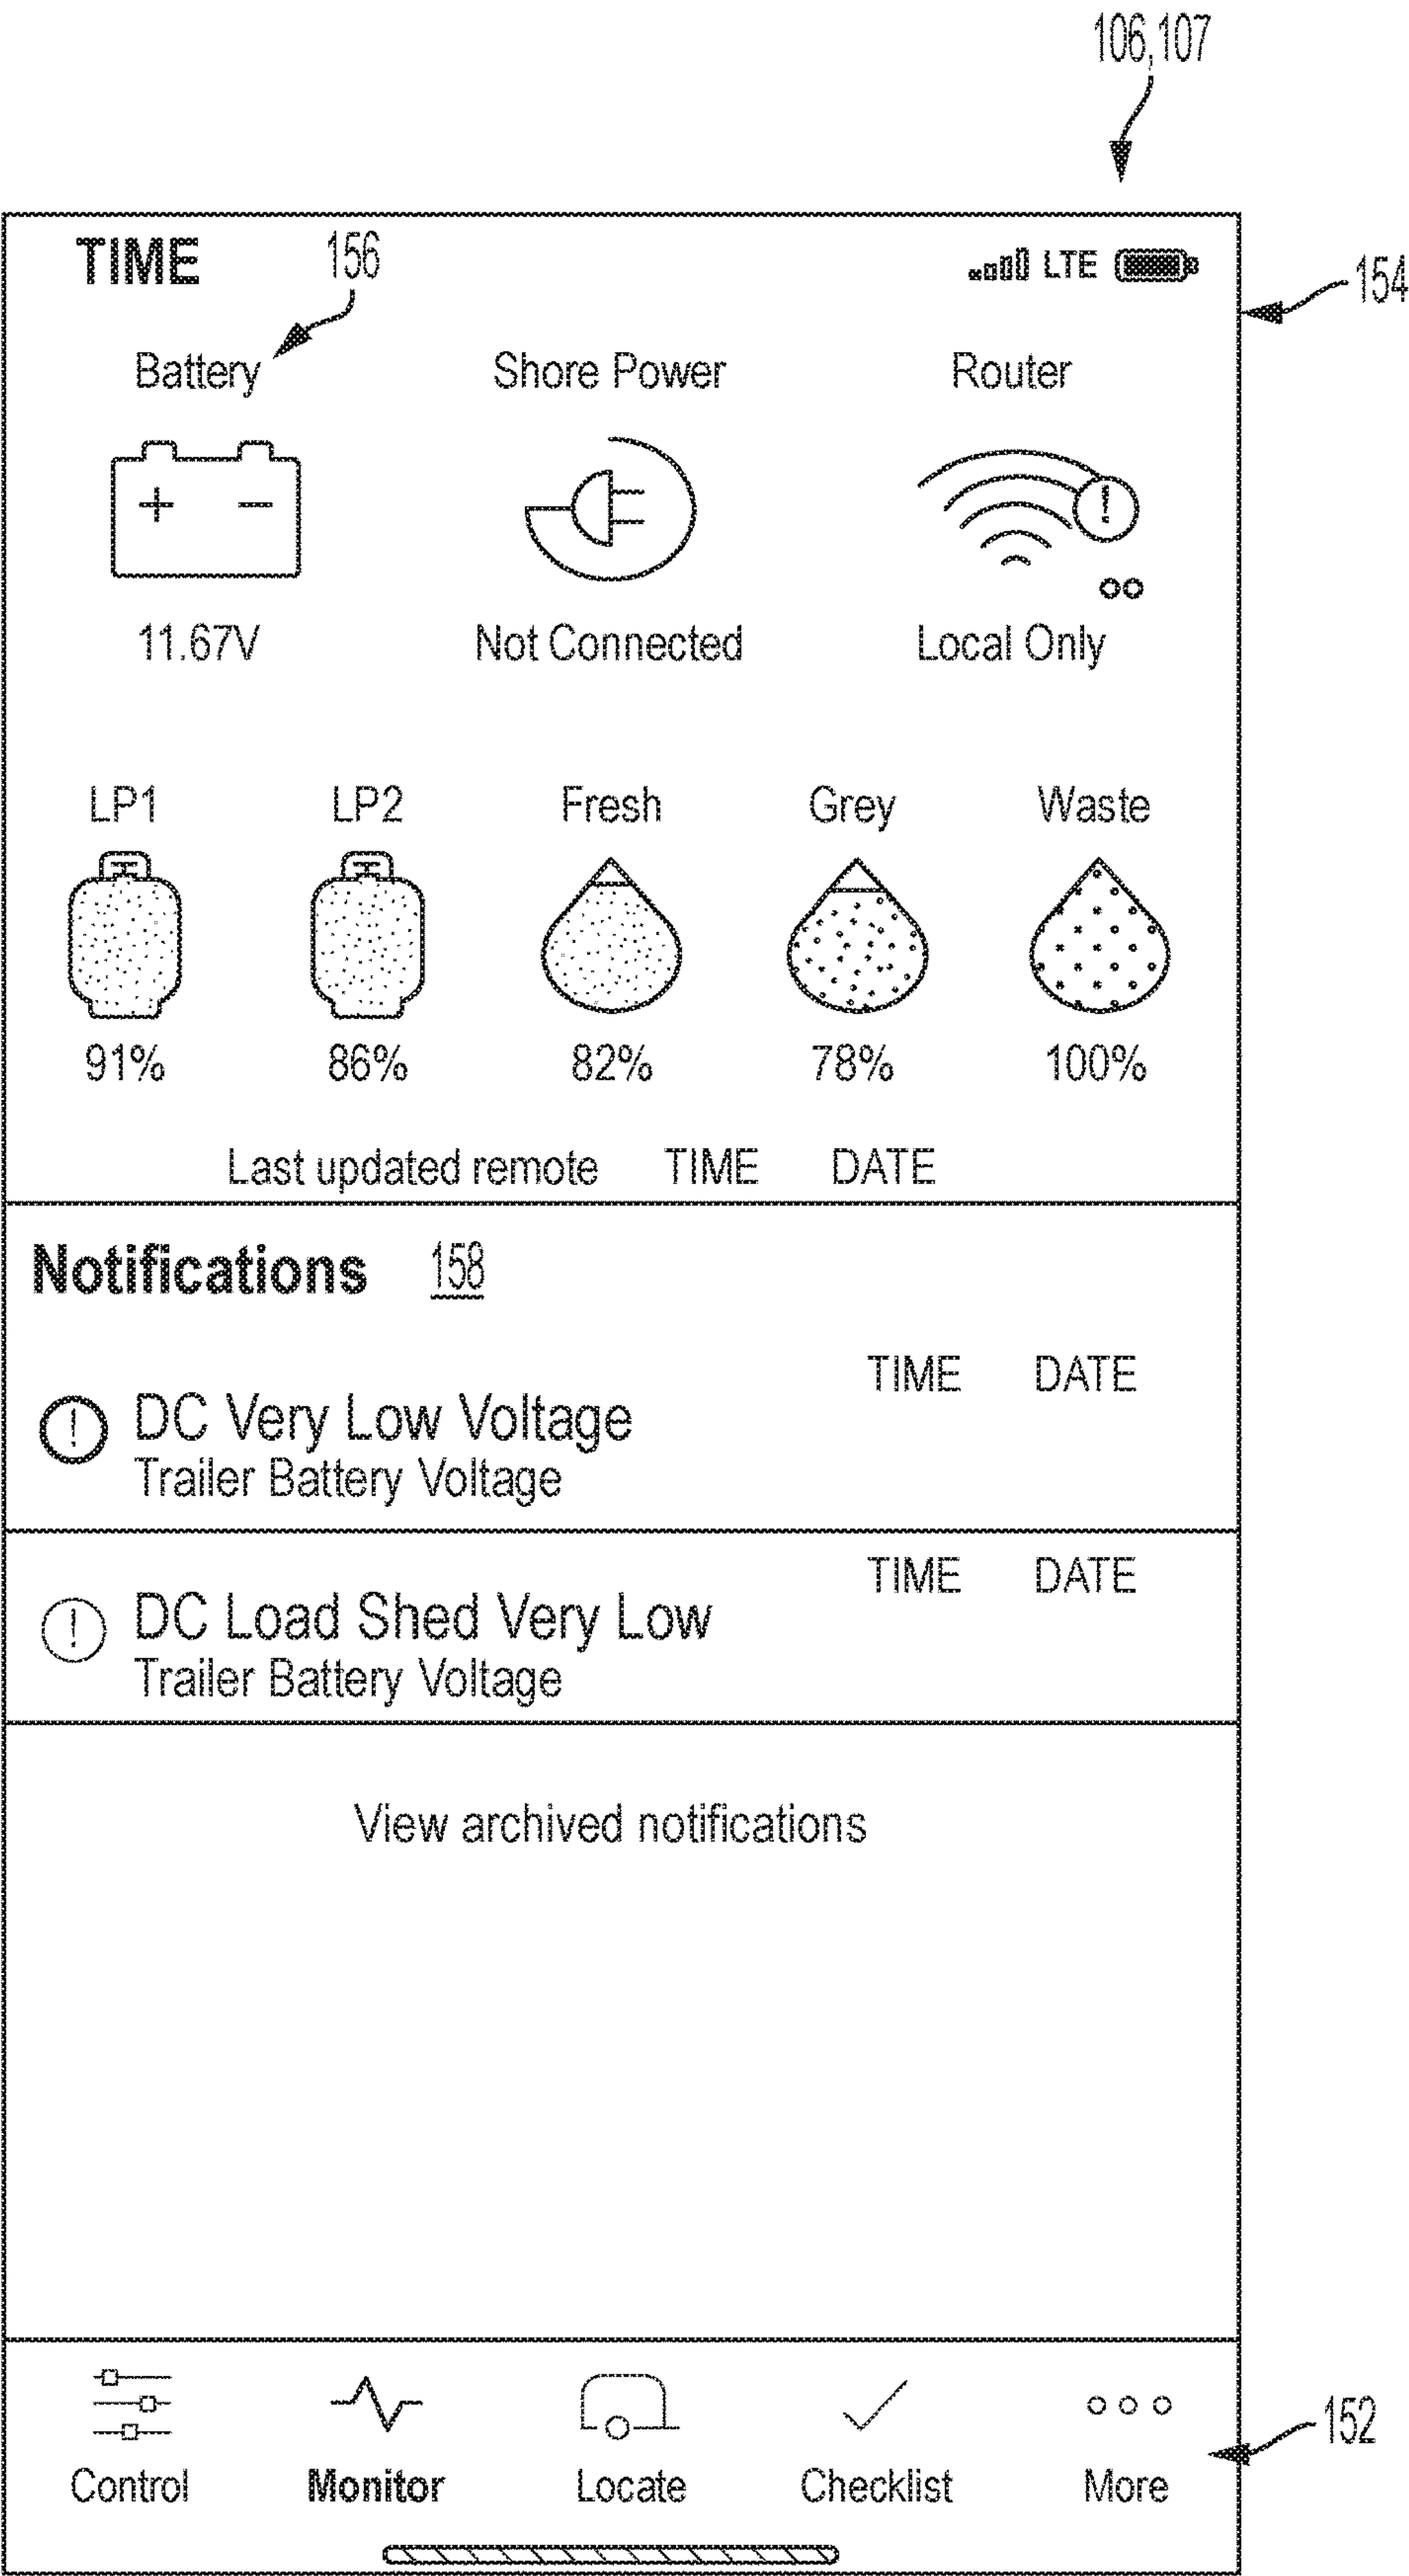 106,107
TIME 156 LTE
154
Battery Shore Power Router
+ −
!
11.67V Not Connected Local Only
LP1 LP2 Fresh Grey Waste
91% 86% 82% 78% 100%
Last updated remote TIME DATE
Notifications 158
TIME DATE
! DC Very Low Voltage
Trailer Battery Voltage
TIME DATE
! DC Load Shed Very Low
Trailer Battery Voltage
View archived notifications
152
Control Monitor Locate Checklist More